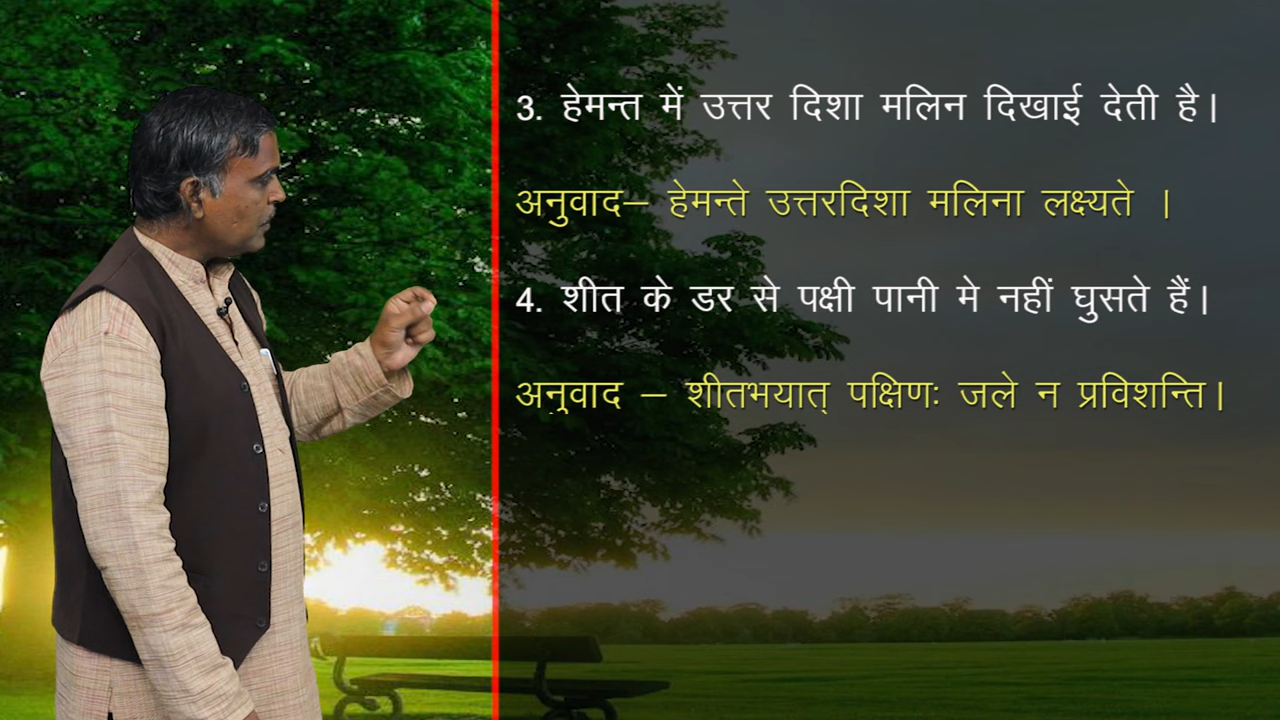 3. हेमन्त में उत्तर दिशा मलिन दिखाई देती है।
अनुवाद– हेमन्ते उत्तरदिशा मलिना लक्ष्यते ।
4. शीत के डर से पक्षी पानी मे नहीं घुसते हैं।
अनुवाद – शीतभयात् पक्षिणः जले न प्रविशन्ति।